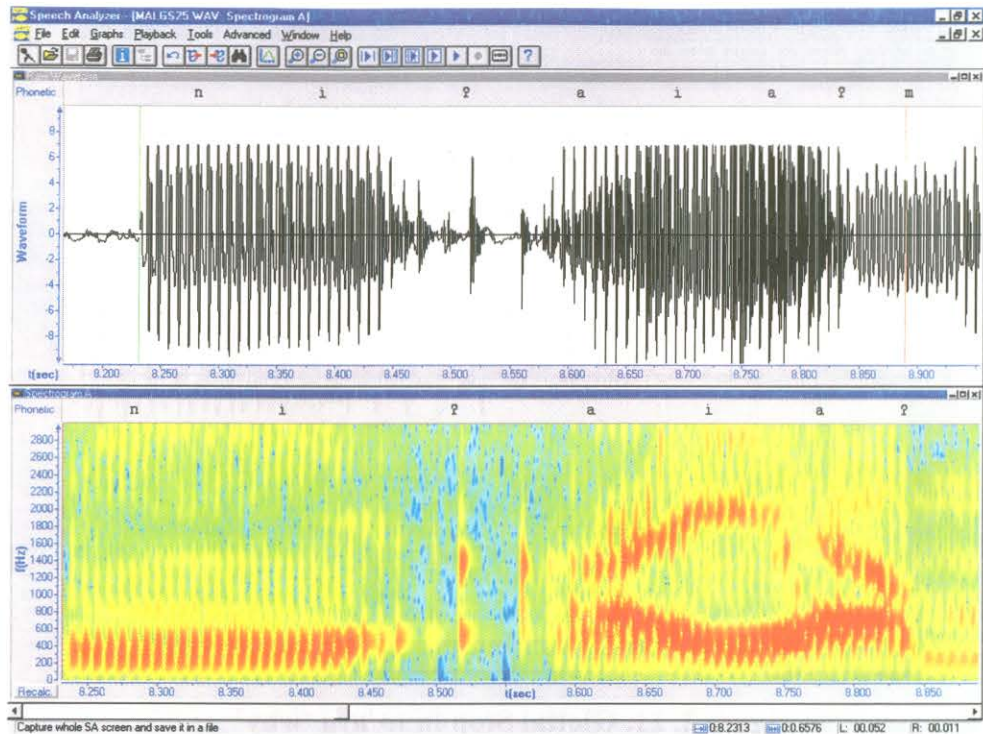 Speech Analyzer - [MALGS25.WAV: Spectrogram A]
File Edit Graphs Playback Tools Advanced Window Help
Raw Waveform
Phonetic n i ʔ a i a ʔ m
Waveform
8
6
4
2
0
-2
-4
-6
-8
t(sec) 8.200 8.250 8.300 8.350 8.400 8.450 8.500 8.550 8.600 8.650 8.700 8.750 8.800 8.850 8.900
Spectrogram A
Phonetic n i ʔ a i a ʔ
f(Hz)
2800
2600
2400
2200
2000
1800
1600
1400
1200
1000
800
600
400
200
0
Recalc. 8.250 8.300 8.350 8.400 8.450 8.500 t(sec) 8.600 8.650 8.700 8.750 8.800 8.850
Capture whole SA screen and save it in a file 0:8.2313 0:0.6576 L: 00.052 R: 00.011